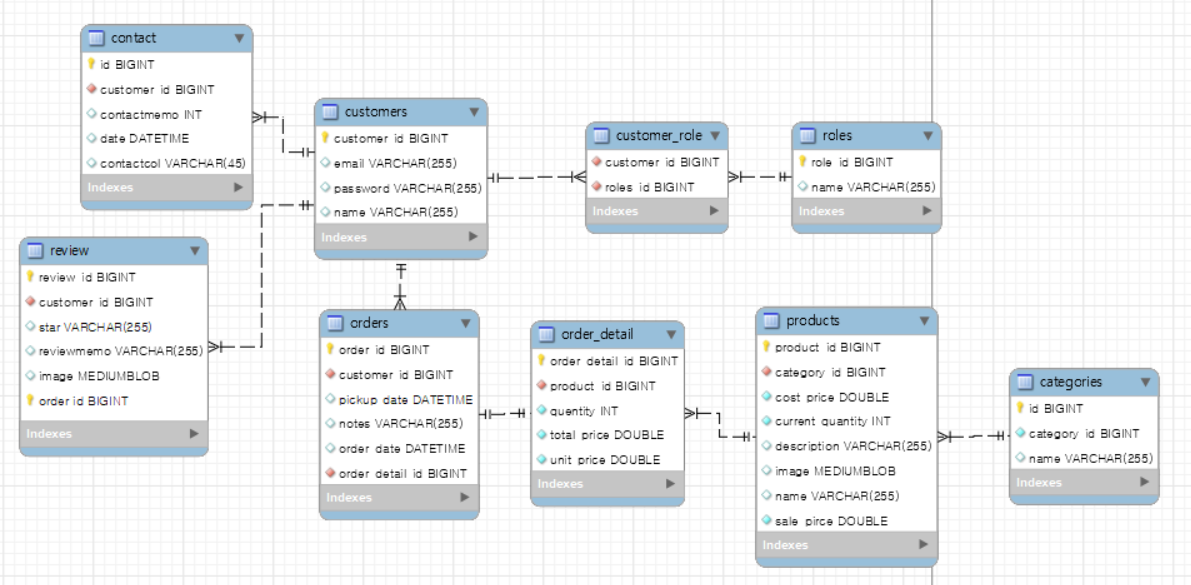 contact
id BIGINT
customer id BIGINT
contactmemo INT
date DATETIME
contactcol VARCHAR(45)
Indexes
customers
customer id BIGINT
email VARCHAR(255)
password VARCHAR(255)
name VARCHAR(255)
Indexes
customer_role
customer id BIGINT
roles id BIGINT
Indexes
roles
role id BIGINT
name VARCHAR(255)
Indexes
review
review id BIGINT
customer id BIGINT
star VARCHAR(255)
reviewmemo VARCHAR(255)
image MEDIUMBLOB
order id BIGINT
Indexes
orders
order id BIGINT
customer id BIGINT
pickup date DATETIME
notes VARCHAR(255)
order date DATETIME
order detail id BIGINT
Indexes
order_detail
order detail id BIGINT
product id BIGINT
quentity INT
total price DOUBLE
unit price DOUBLE
Indexes
products
product id BIGINT
category id BIGINT
cost price DOUBLE
current quantity INT
description VARCHAR(255)
image MEDIUMBLOB
name VARCHAR(255)
sale pirce DOUBLE
Indexes
categories
id BIGINT
category id BIGINT
name VARCHAR(255)
Indexes